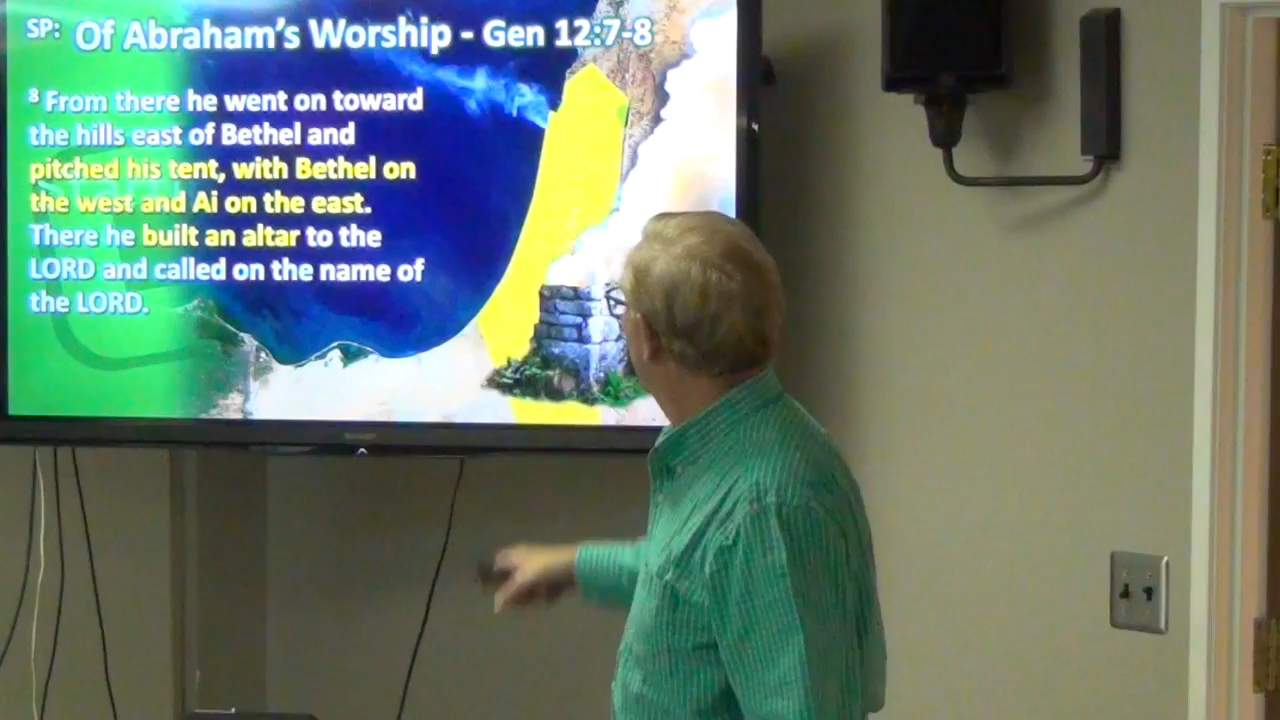 SP: Of Abraham's Worship - Gen 12:7-8
8 From there he went on toward
the hills east of Bethel and
pitched his tent, with Bethel on
the west and Ai on the east.
There he built an altar to the
LORD and called on the name of
the LORD.
SHARP